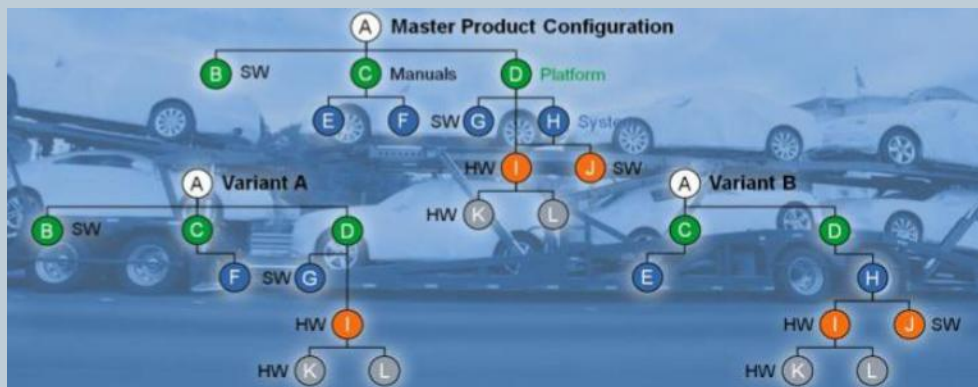 A Master Product Configuration
B SW C Manuals D Platform
E F SW G H System
HW I J SW
A Variant A
A Variant B
HW K L
B SW C D
C D
F SW G
E H
HW I
HW I J SW
HW K L
HW K L